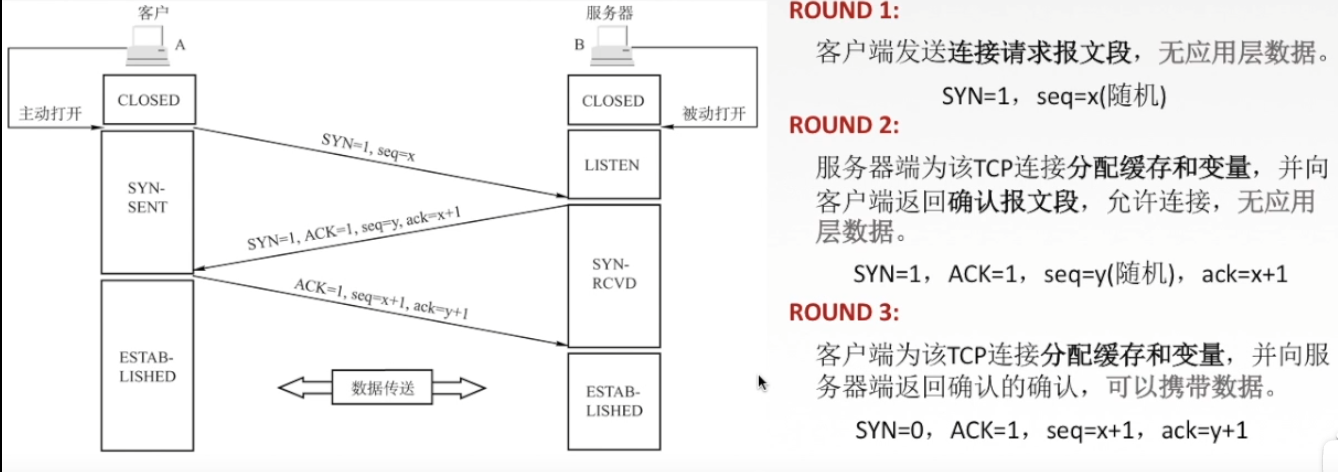 客户
A
服务器
B
主动打开
CLOSED
CLOSED
被动打开
SYN=1, seq=x
LISTEN
SYN-
SENT
SYN=1, ACK=1, seq=y, ack=x+1
SYN-
RCVD
ACK=1, seq=x+1, ack=y+1
ESTAB-
LISHED
数据传送
ESTAB-
LISHED
ROUND 1:
客户端发送连接请求报文段，无应用层数据。
SYN=1，seq=x(随机)
ROUND 2:
服务器端为该TCP连接分配缓存和变量，并向
客户端返回确认报文段，允许连接，无应用
层数据。
SYN=1，ACK=1，seq=y(随机)，ack=x+1
ROUND 3:
客户端为该TCP连接分配缓存和变量，并向服
务器端返回确认的确认，可以携带数据。
SYN=0，ACK=1，seq=x+1，ack=y+1